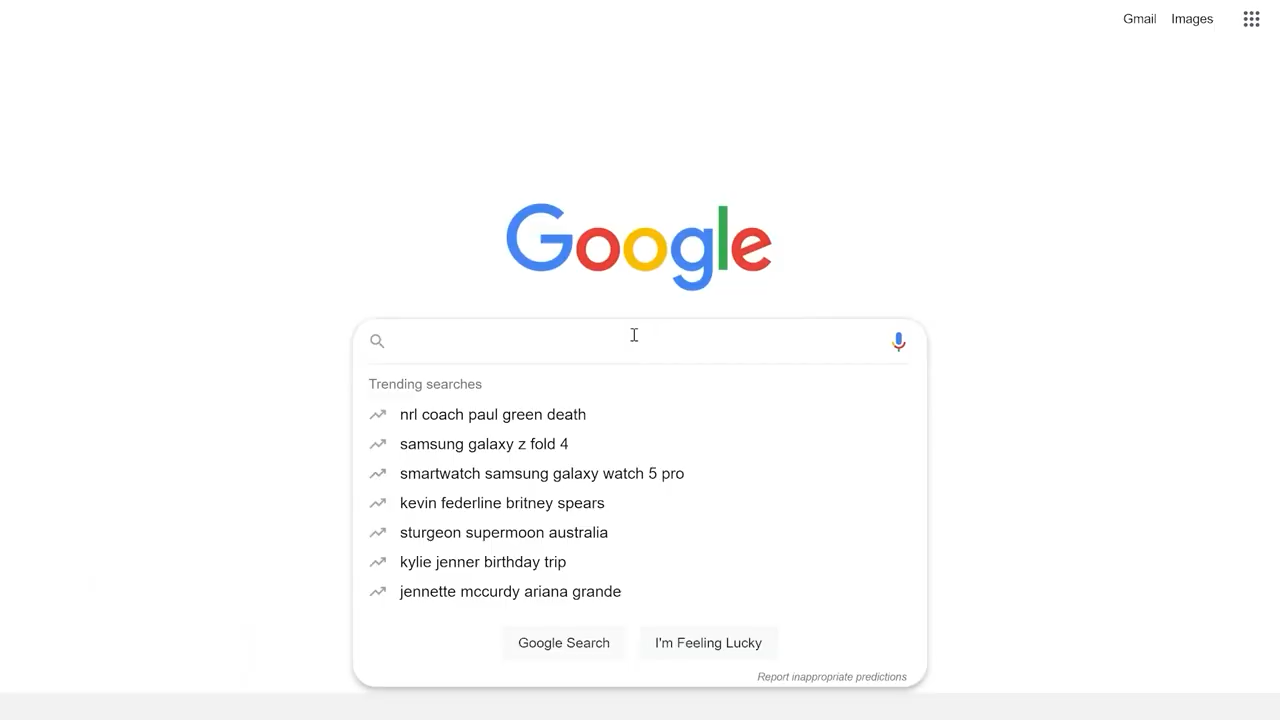 Gmail Images
Google
Trending searches
nrl coach paul green death
samsung galaxy z fold 4
smartwatch samsung galaxy watch 5 pro
kevin federline britney spears
sturgeon supermoon australia
kylie jenner birthday trip
jennette mccurdy ariana grande
Google Search I'm Feeling Lucky
Report inappropriate predictions